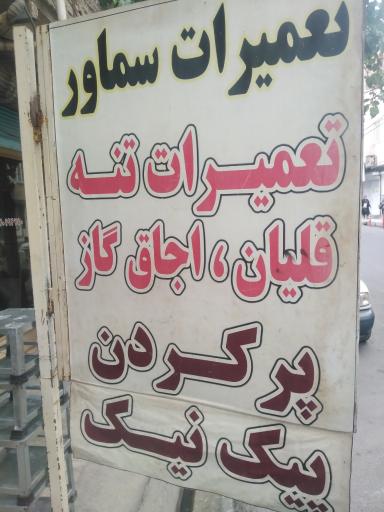 تعمیرات سماور
تعمیرات تنه
قلیان ، اجاق گاز
پر کردن
پیک نیک